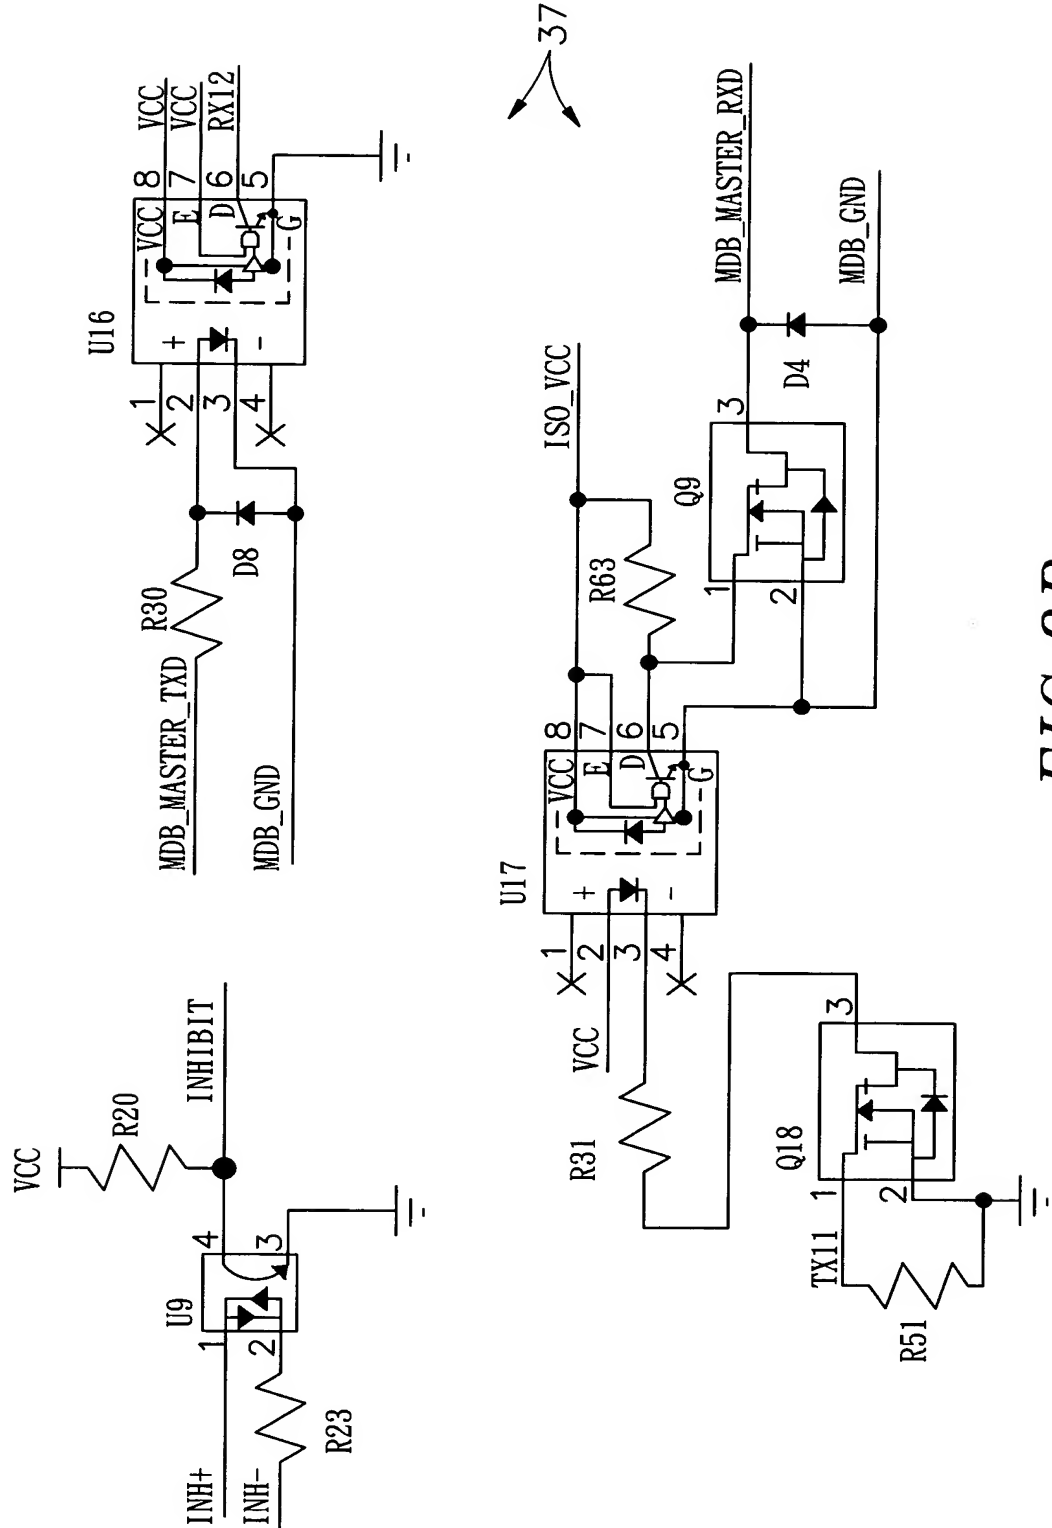 INH+
INH-
R23
U9
1
2
4
3
VCC
R20
INHIBIT
MDB_MASTER_TXD
MDB_GND
R30
D8
U16
1
2
3
4
+
-
VCC
E
D
G
8
7
6
5
VCC
VCC
RX12
37
TX11
R51
Q18
1
2
3
R31
VCC
U17
1
2
3
4
+
-
VCC
E
D
G
8
7
6
5
R63
ISO_VCC
Q9
1
2
3
D4
MDB_MASTER_RXD
MDB_GND
FIG